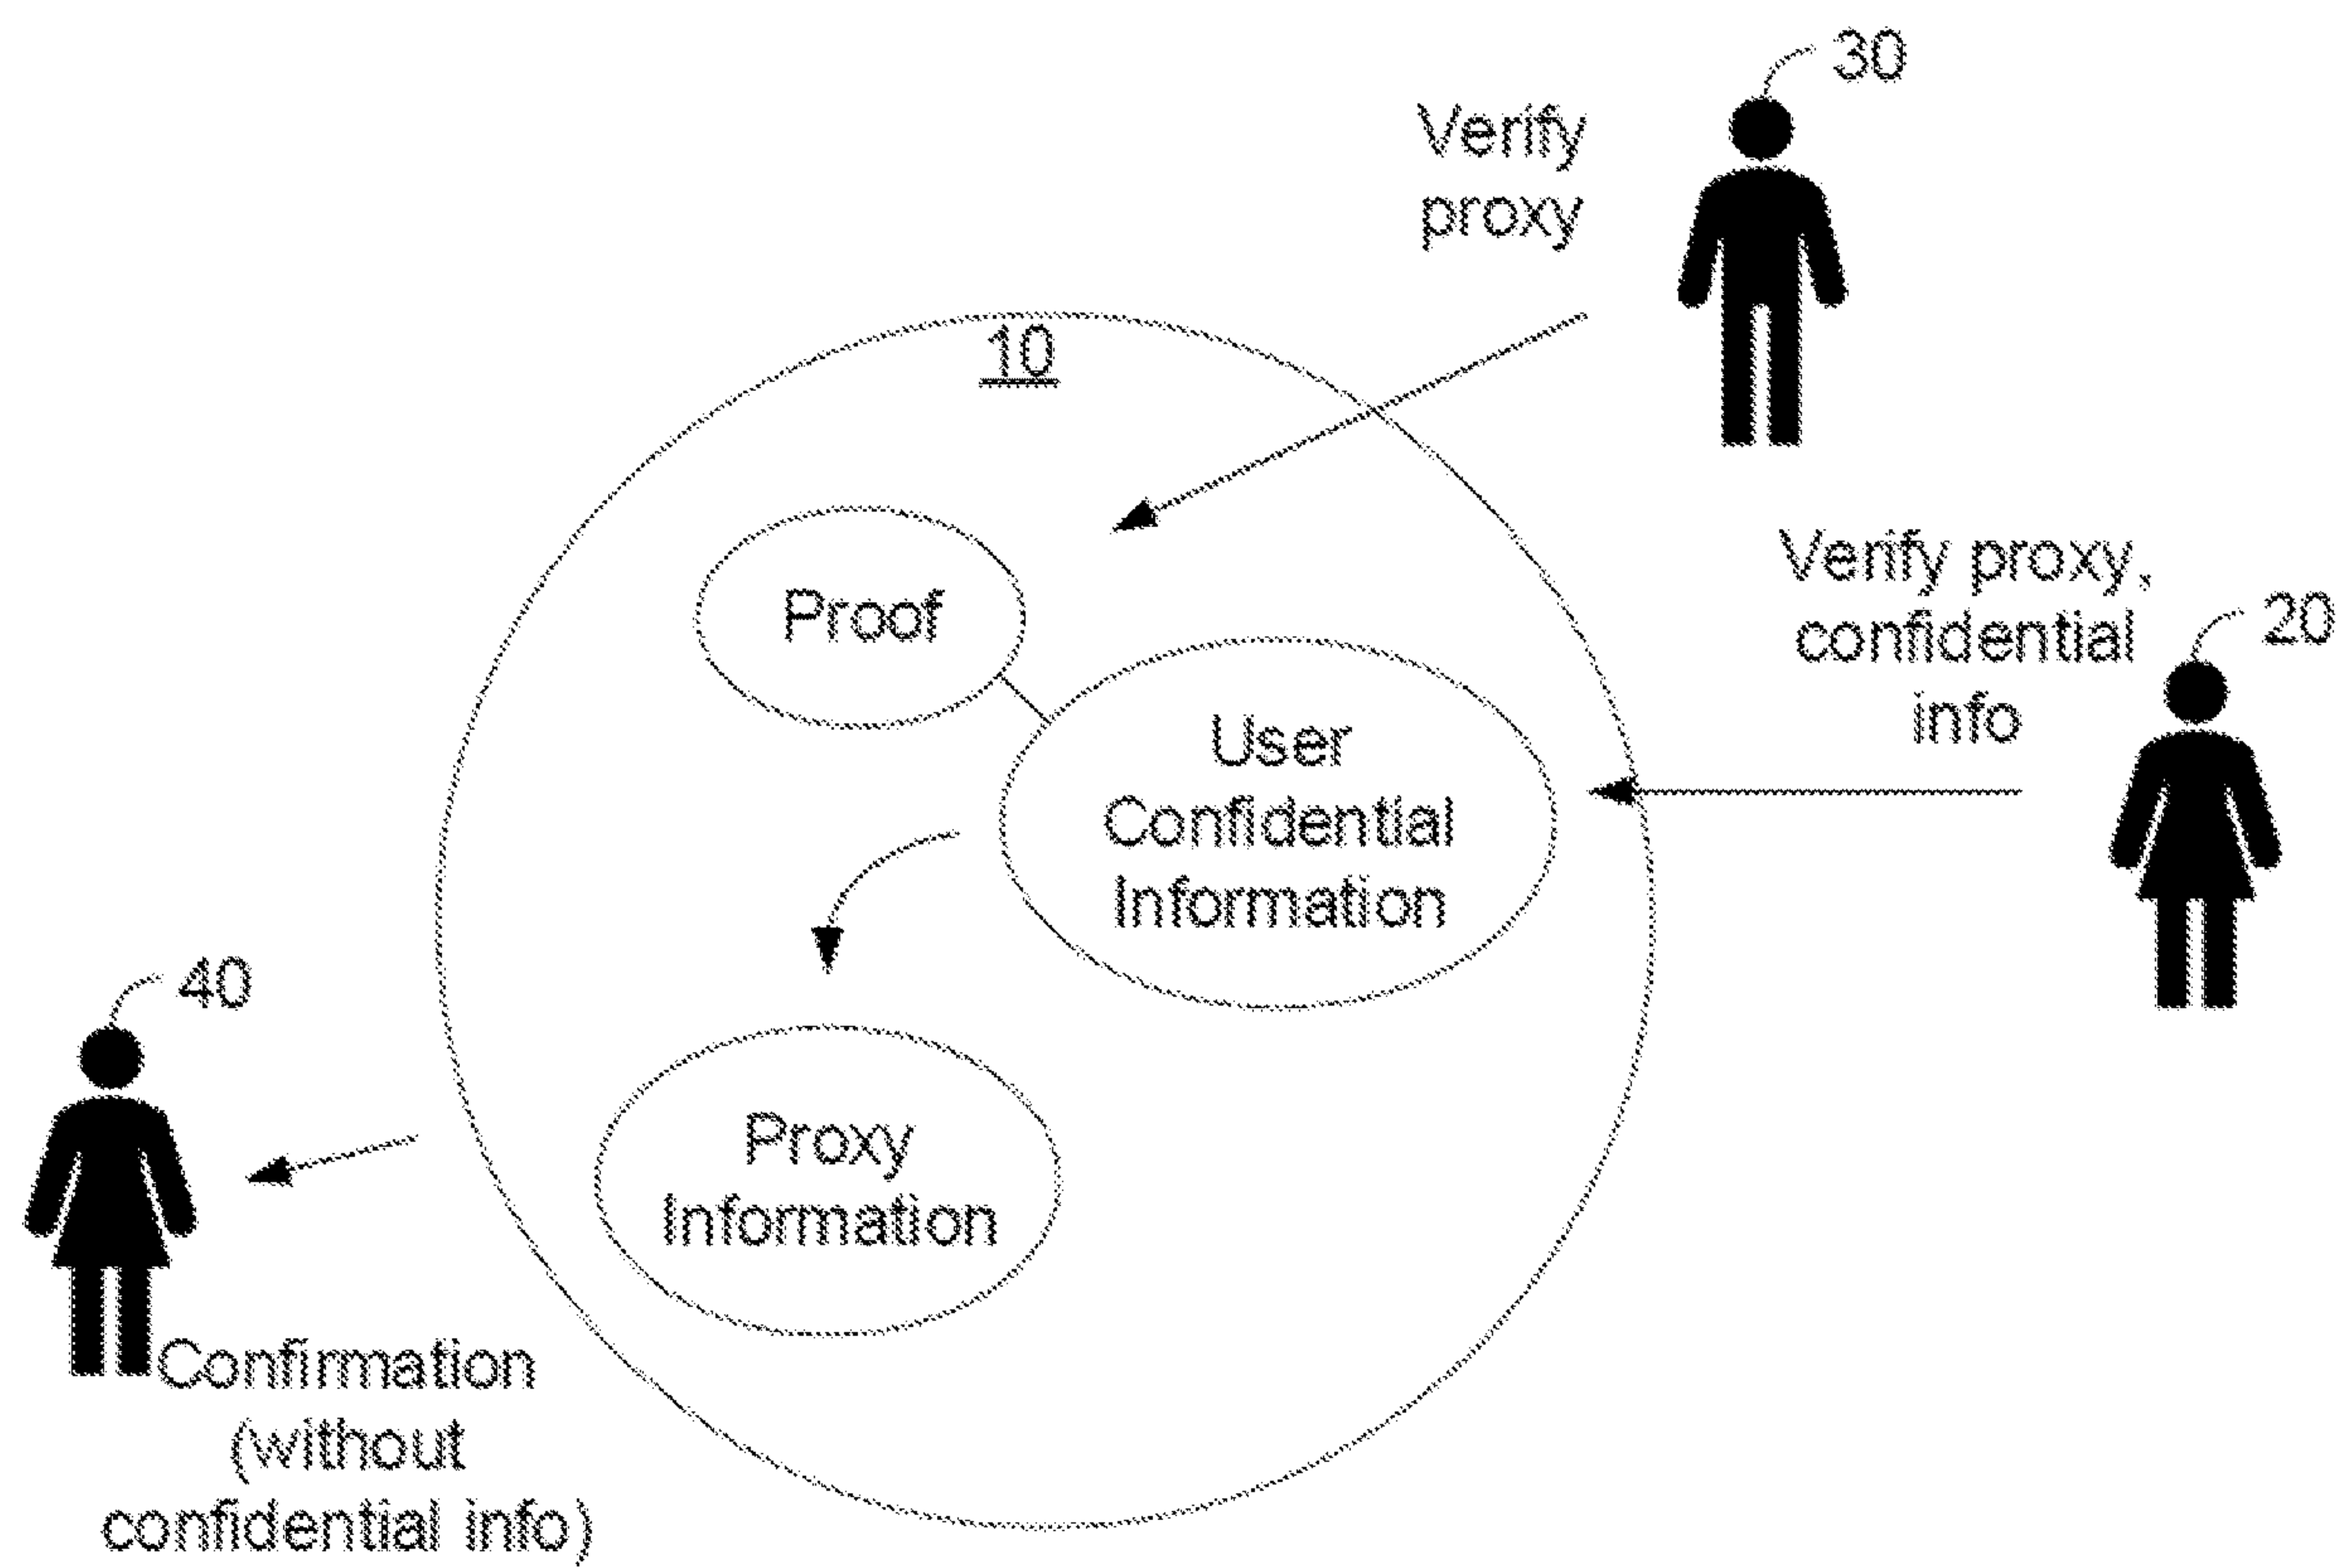 30
Verify
proxy
10
Verify proxy,
confidential
info
20
Proof
User
Confidential
Information
40
Proxy
Information
Confirmation
(without
confidential info)